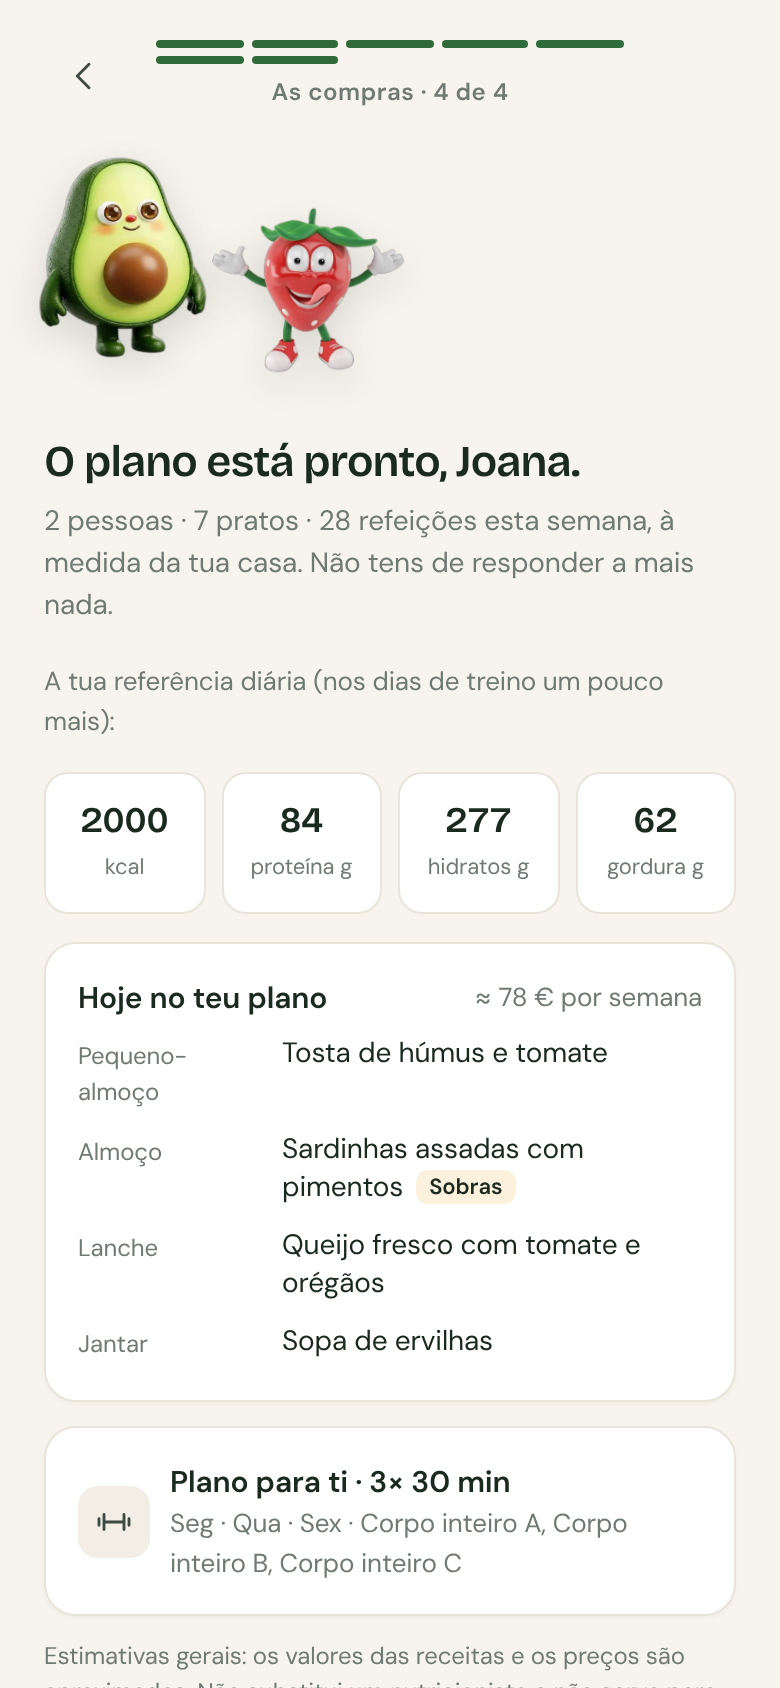 As compras · 4 de 4
O plano está pronto, Joana.
2 pessoas · 7 pratos · 28 refeições esta semana, à
medida da tua casa. Não tens de responder a mais
nada.
A tua referência diária (nos dias de treino um pouco
mais):
2000
kcal
84
proteína g
277
hidratos g
62
gordura g
Hoje no teu plano
≈ 78 € por semana
Pequeno-
almoço
Tosta de húmus e tomate
Almoço
Sardinhas assadas com
pimentos Sobras
Lanche
Queijo fresco com tomate e
orégãos
Jantar
Sopa de ervilhas
Plano para ti · 3× 30 min
Seg · Qua · Sex · Corpo inteiro A, Corpo
inteiro B, Corpo inteiro C
Estimativas gerais: os valores das receitas e os preços são